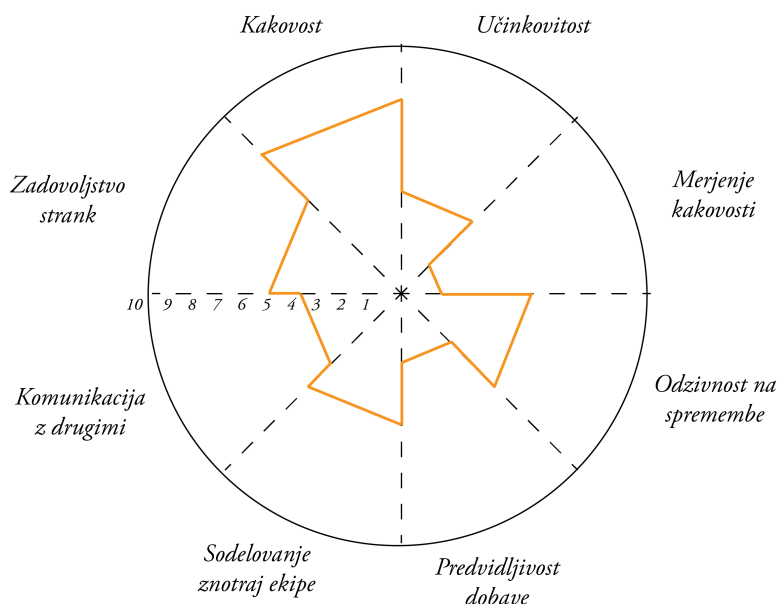 Kakovost
Učinkovitost
Zadovoljstvo
strank
Merjenje
kakovosti
10 9 8 7 6 5 4 3 2 1
Komunikacija
z drugimi
Odzivnost na
spremembe
Sodelovanje
znotraj ekipe
Predvidljivost
dobave